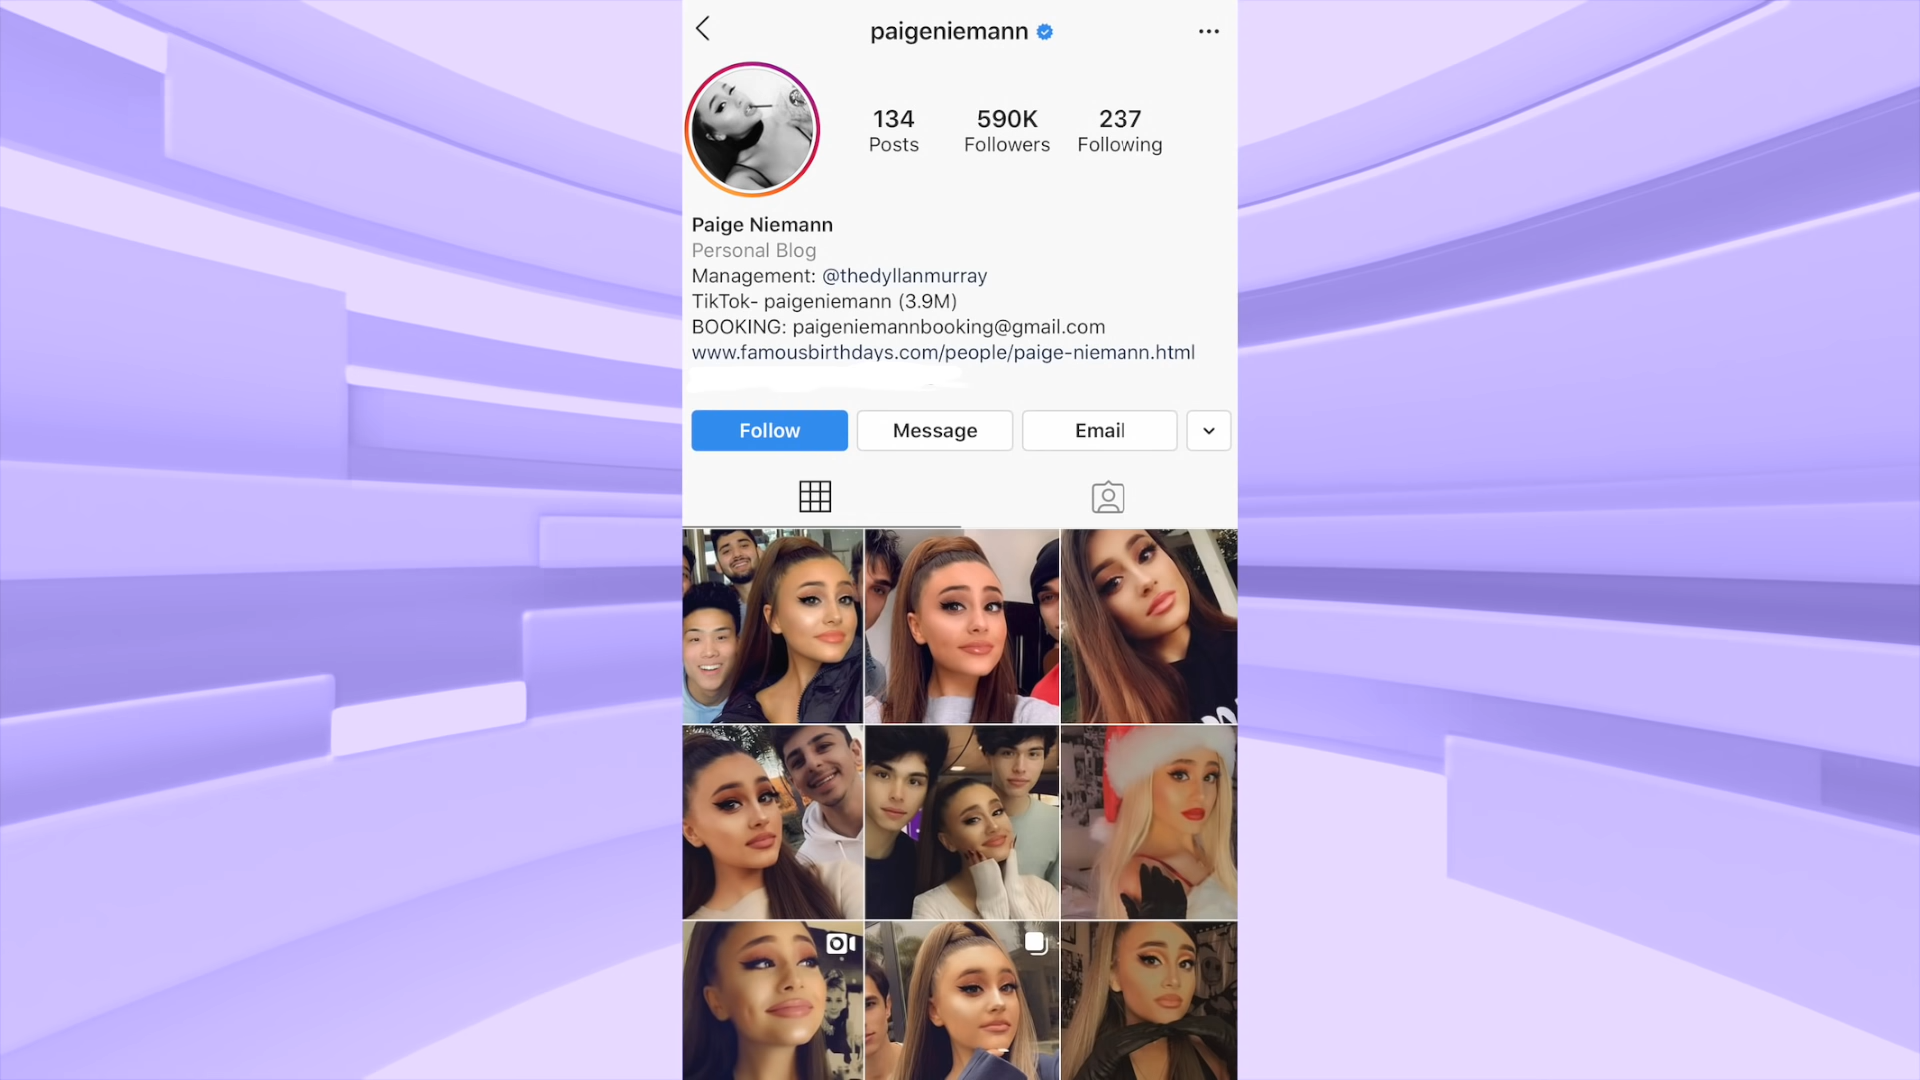 paigeniemann
134 590K 237
Posts Followers Following
Paige Niemann
Personal Blog
Management: @thedyllanmurray
TikTok- paigeniemann (3.9M)
BOOKING: paigeniemannbooking@gmail.com
www.famousbirthdays.com/people/paige-niemann.html
Follow Message Email